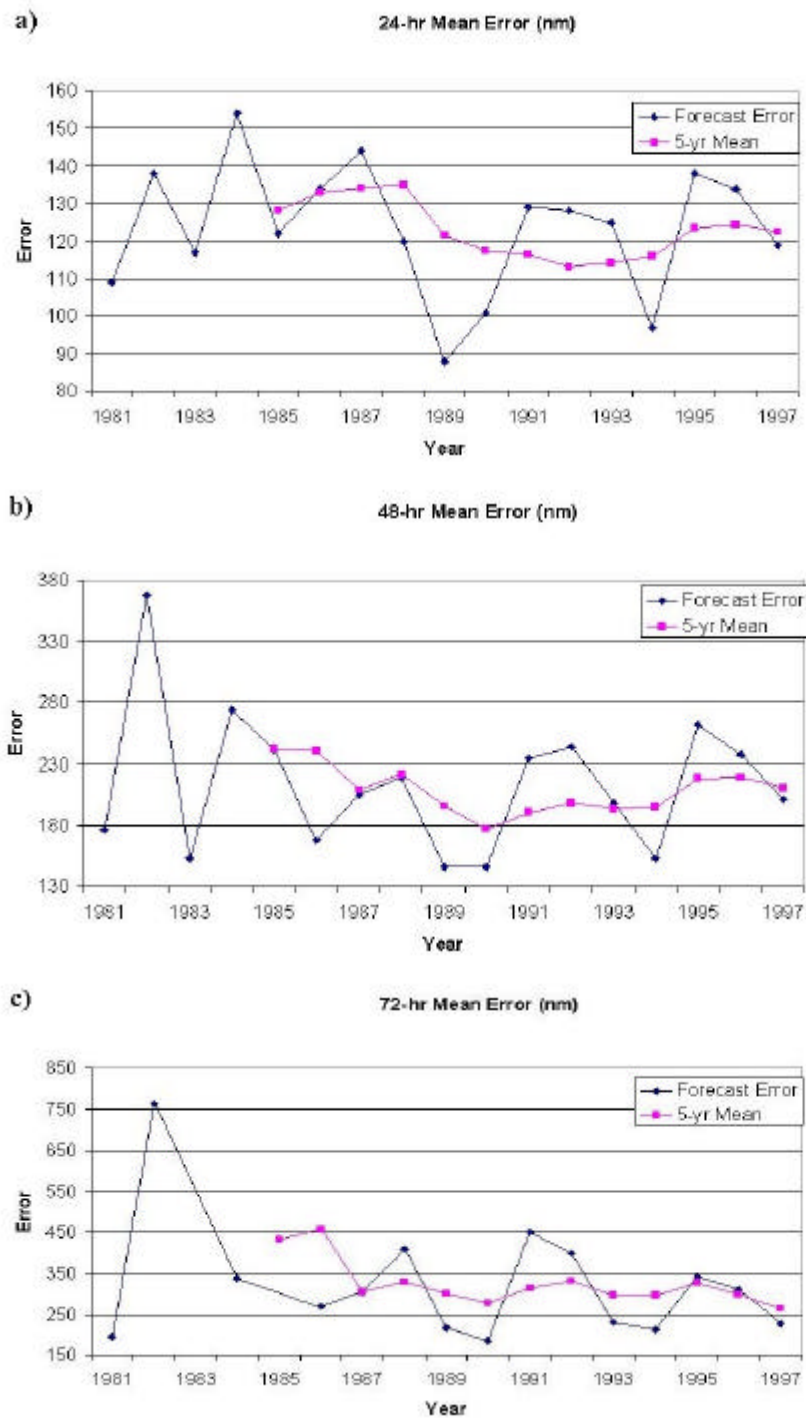 a)
24-hr Mean Error (nm)
160
150
140
130
120
110
100
90
80
Error
Forecast Error
5-yr Mean
1981 1983 1985 1987 1989 1991 1993 1995 1997
Year
b)
48-hr Mean Error (nm)
380
330
280
230
180
130
Error
Forecast Error
5-yr Mean
1981 1983 1985 1987 1989 1991 1993 1995 1997
Year
c)
72-hr Mean Error (nm)
850
750
650
550
450
350
250
150
Error
Forecast Error
5-yr Mean
1981 1983 1985 1987 1989 1991 1993 1995 1997
Year